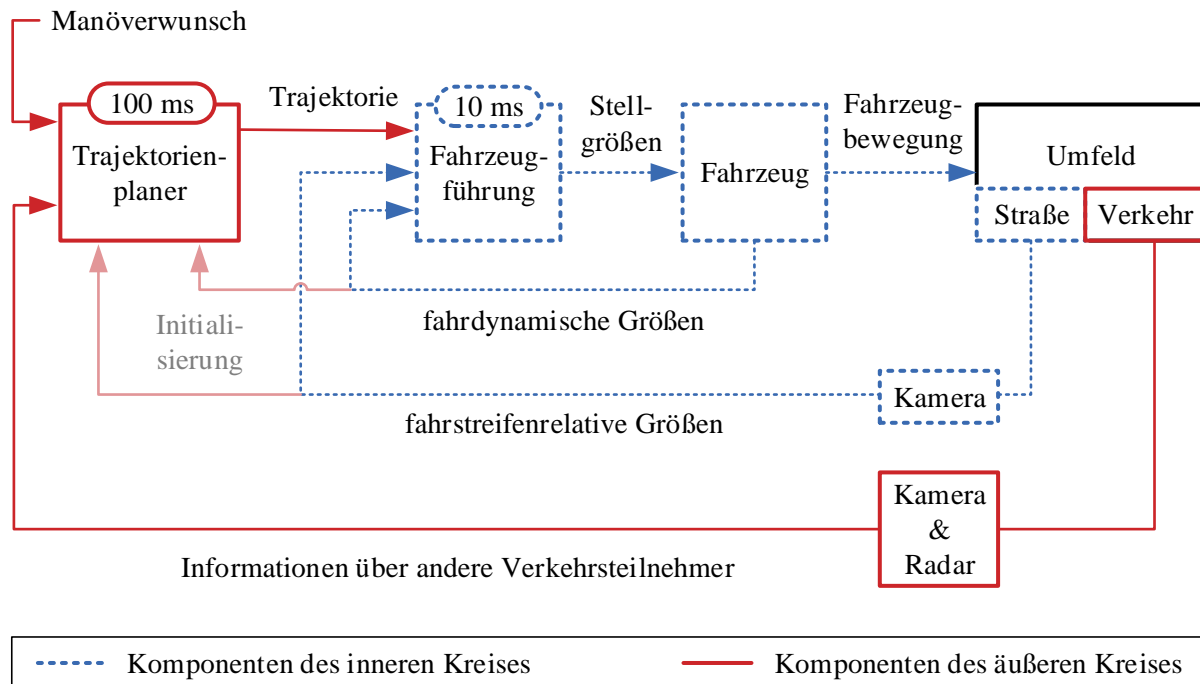 Manöverwunsch
100 ms
Trajektorien-
planer
Trajektorie
10 ms
Fahrzeug-
führung
Stell-
größen
Fahrzeug
Fahrzeug-
bewegung
Umfeld
Straße
Verkehr
Initiali-
sierung
fahrdynamische Größen
Kamera
fahrstreifenrelative Größen
Kamera
&
Radar
Informationen über andere Verkehrsteilnehmer
Komponenten des inneren Kreises
Komponenten des äußeren Kreises